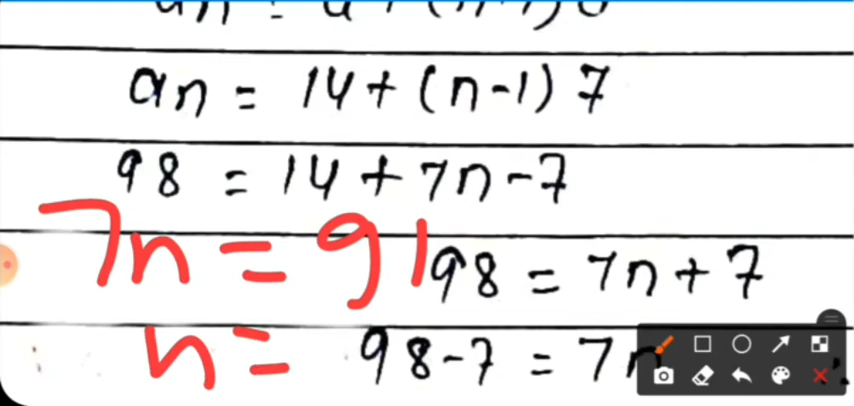 an = 14 + (n-1) 7
98 = 14 + 7n - 7
7n = 91
98 = 7n + 7
n =
98 - 7 = 7n